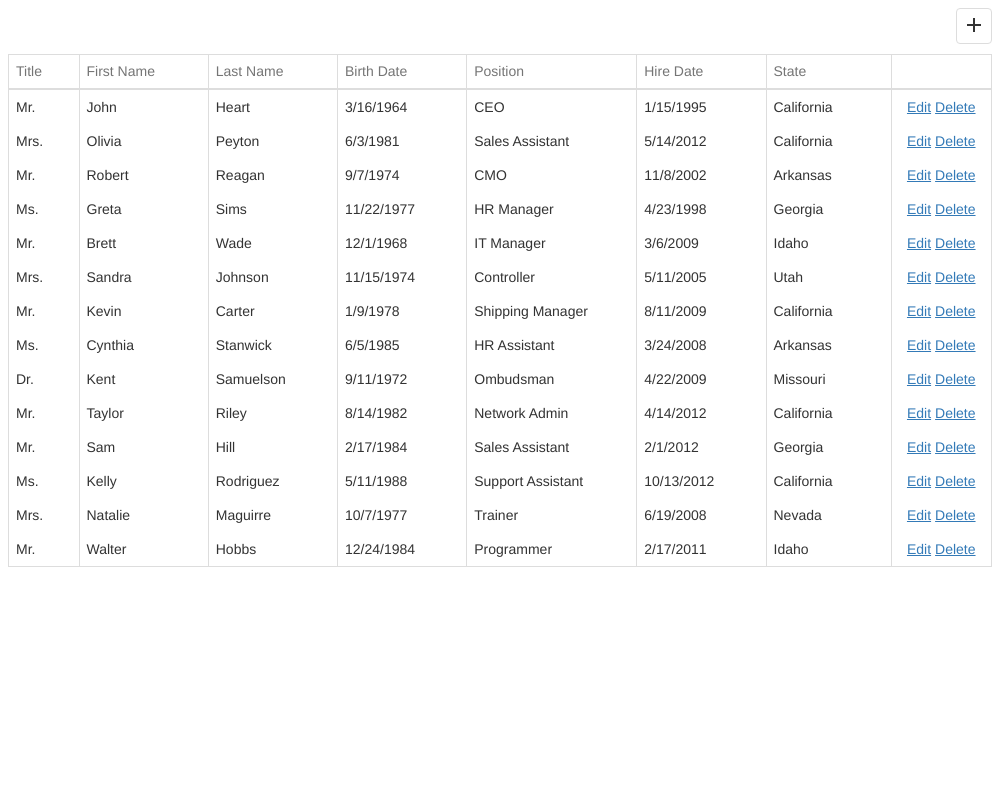 Title First Name Last Name Birth Date Position Hire Date State
Mr. John Heart 3/16/1964 CEO 1/15/1995 California Edit Delete
Mrs. Olivia Peyton 6/3/1981 Sales Assistant 5/14/2012 California Edit Delete
Mr. Robert Reagan 9/7/1974 CMO 11/8/2002 Arkansas Edit Delete
Ms. Greta Sims 11/22/1977 HR Manager 4/23/1998 Georgia Edit Delete
Mr. Brett Wade 12/1/1968 IT Manager 3/6/2009 Idaho Edit Delete
Mrs. Sandra Johnson 11/15/1974 Controller 5/11/2005 Utah Edit Delete
Mr. Kevin Carter 1/9/1978 Shipping Manager 8/11/2009 California Edit Delete
Ms. Cynthia Stanwick 6/5/1985 HR Assistant 3/24/2008 Arkansas Edit Delete
Dr. Kent Samuelson 9/11/1972 Ombudsman 4/22/2009 Missouri Edit Delete
Mr. Taylor Riley 8/14/1982 Network Admin 4/14/2012 California Edit Delete
Mr. Sam Hill 2/17/1984 Sales Assistant 2/1/2012 Georgia Edit Delete
Ms. Kelly Rodriguez 5/11/1988 Support Assistant 10/13/2012 California Edit Delete
Mrs. Natalie Maguirre 10/7/1977 Trainer 6/19/2008 Nevada Edit Delete
Mr. Walter Hobbs 12/24/1984 Programmer 2/17/2011 Idaho Edit Delete